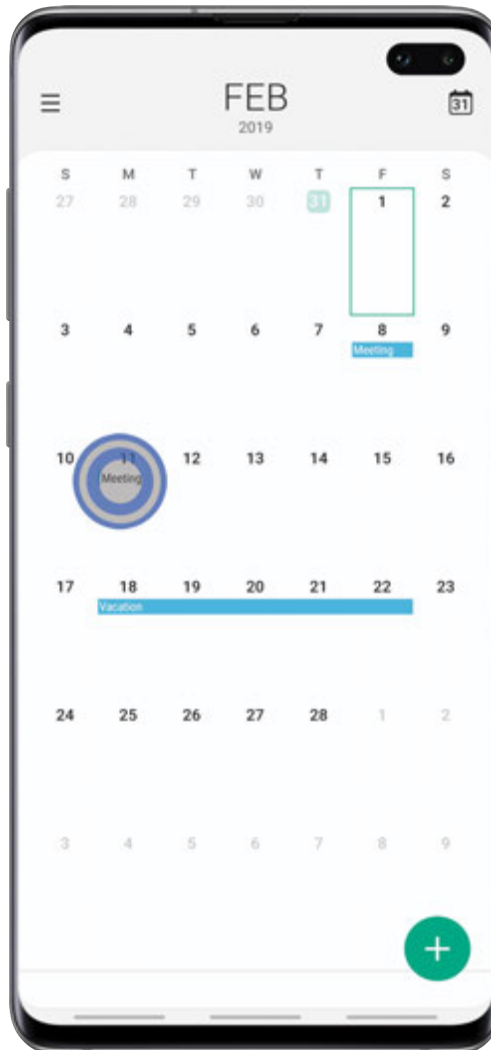 FEB
2019
31
S M T W T F S
27 28 29 30 31 1 2
3 4 5 6 7 8 9
Meeting
10 11 12 13 14 15 16
Meeting
17 18 19 20 21 22 23
Vacation
24 25 26 27 28 1 2
3 4 5 6 7 8 9